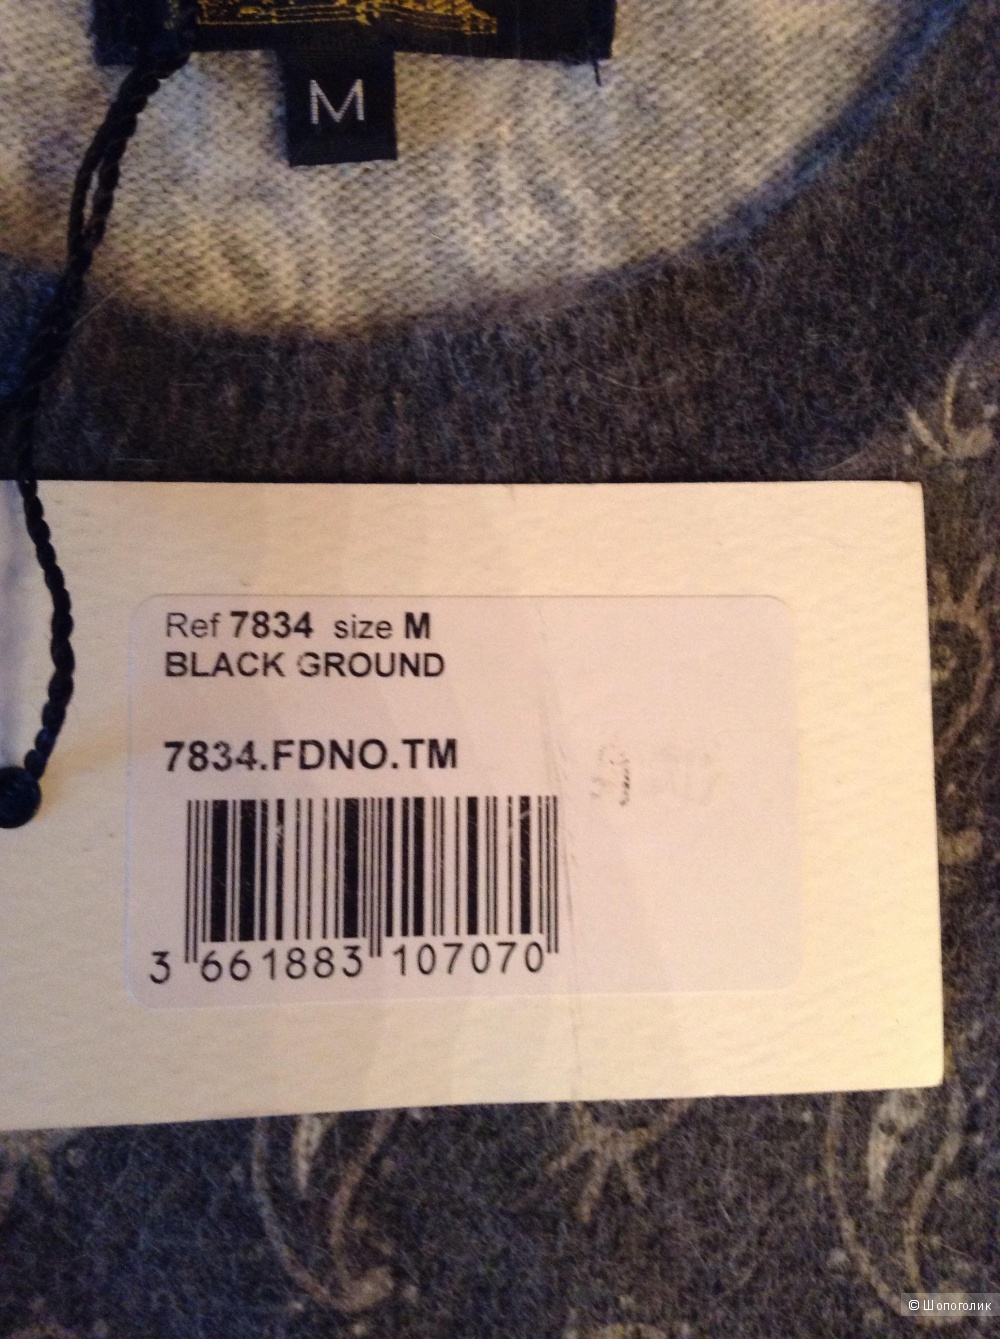 M
Ref 7834 size M
BLACK GROUND
7834.FDNO.TM
3 661883 107070
© Шопоголик